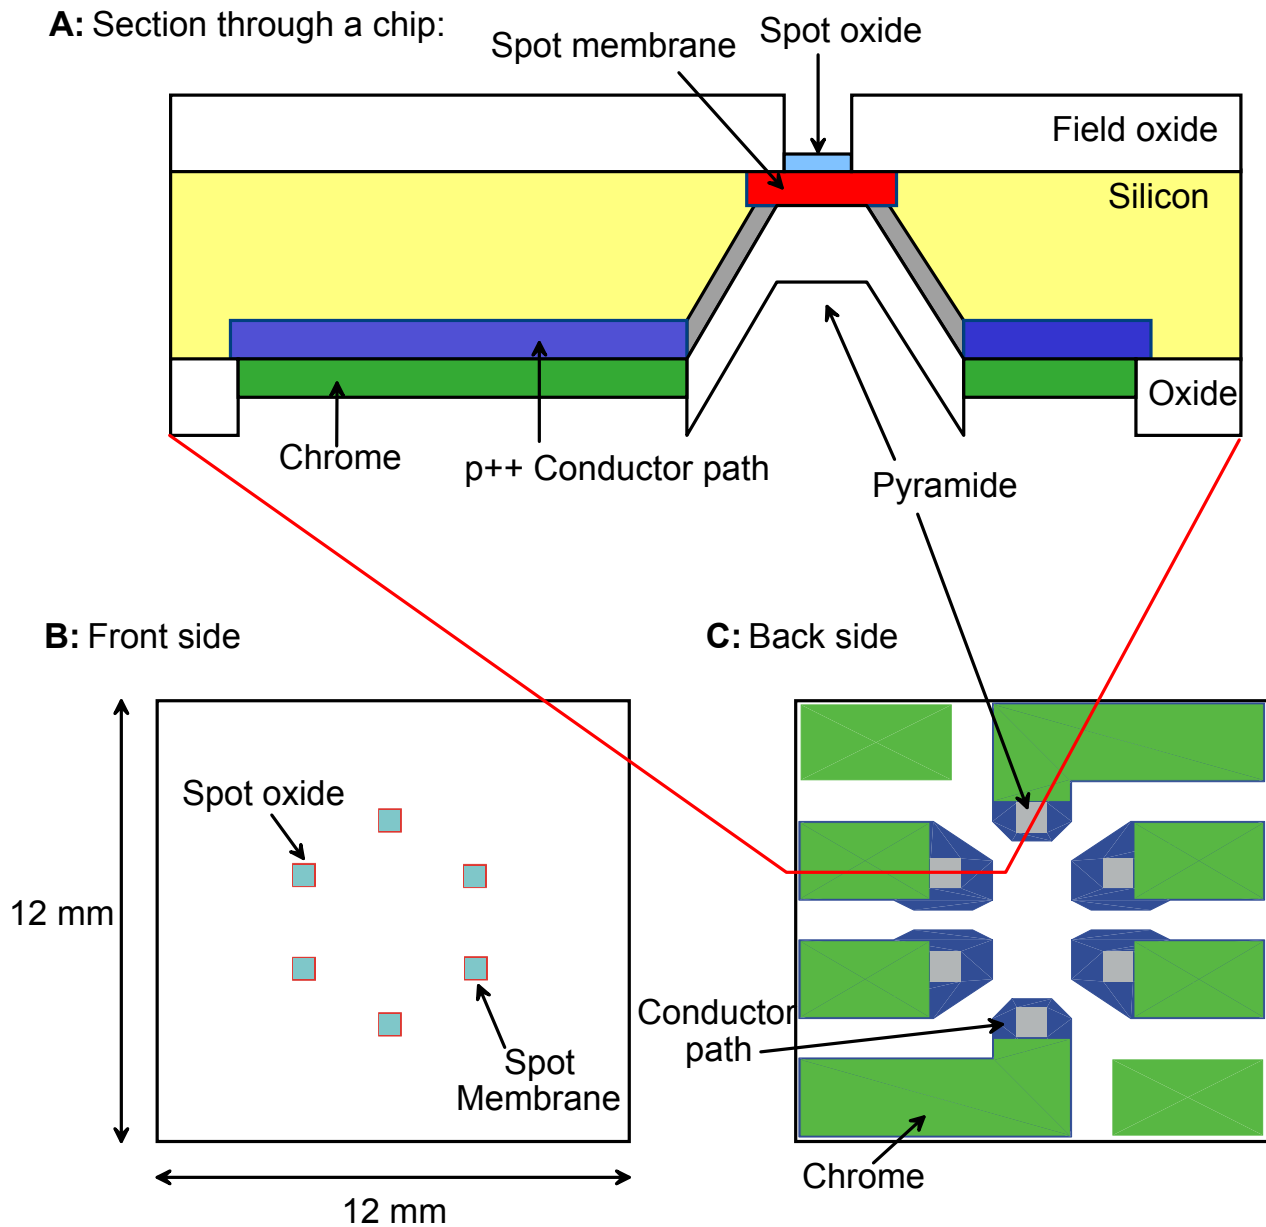 A: Section through a chip:
Spot membrane
Spot oxide
Field oxide
Silicon
Oxide
Chrome
p++ Conductor path
Pyramide
B: Front side
C: Back side
Spot oxide
12 mm
Spot
Membrane
12 mm
Conductor
path
Chrome